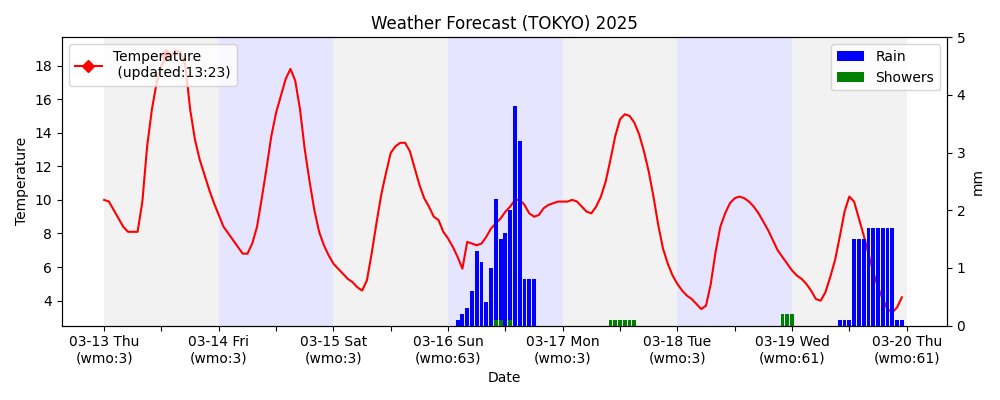 Weather Forecast (TOKYO) 2025
Temperature
(updated:13:23)
Rain
Showers
18
16
14
12
10
8
6
4
Temperature
5
4
3
2
1
0
mm
03-13 Thu
(wmo:3)
03-14 Fri
(wmo:3)
03-15 Sat
(wmo:3)
03-16 Sun
(wmo:63)
03-17 Mon
(wmo:3)
03-18 Tue
(wmo:3)
03-19 Wed
(wmo:61)
03-20 Thu
(wmo:61)
Date